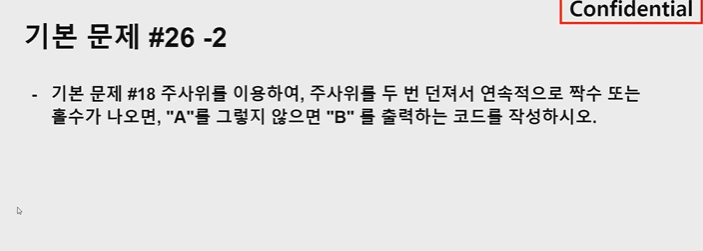 Confidential
기본 문제 #26 -2
- 기본 문제 #18 주사위를 이용하여, 주사위를 두 번 던져서 연속적으로 짝수 또는
홀수가 나오면, "A"를 그렇지 않으면 "B" 를 출력하는 코드를 작성하시오.